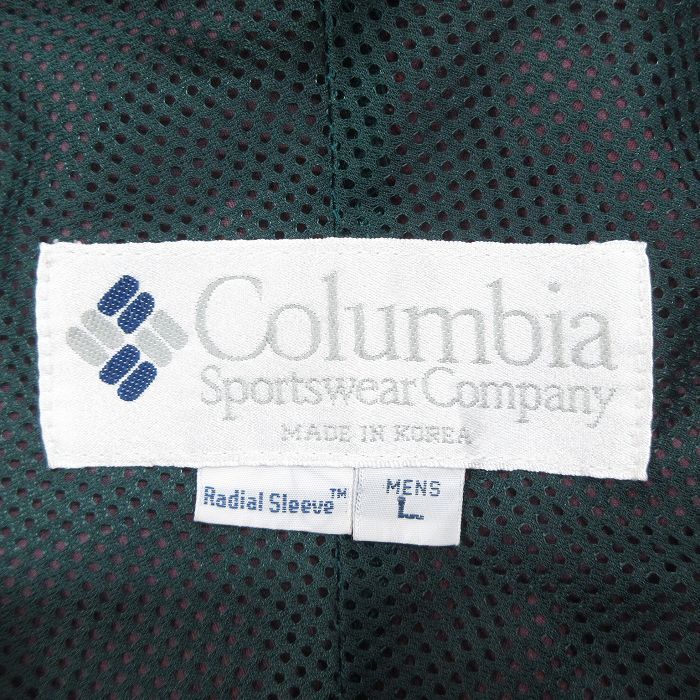 Columbia
Sportswear Company
MADE IN KOREA
Radial Sleeve™
MENS
L